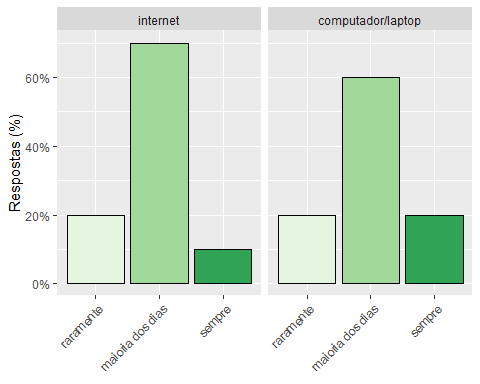 internet
computador/laptop
Respostas (%)
60%
40%
20%
0%
raramente
maioria dos dias
sempre
raramente
maioria dos dias
sempre